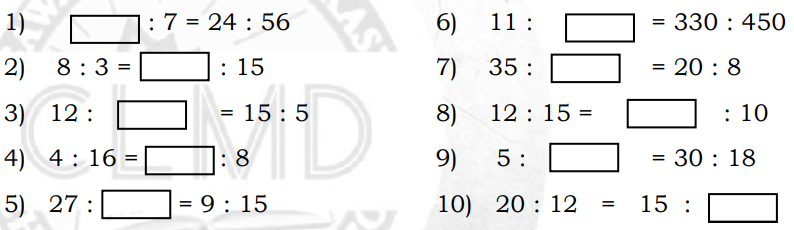 1) : 7 = 24 : 56
2) 8 : 3 = : 15
3) 12 : = 15 : 5
4) 4 : 16 = : 8
5) 27 : = 9 : 15
6) 11 : = 330 : 450
7) 35 : = 20 : 8
8) 12 : 15 = : 10
9) 5 : = 30 : 18
10) 20 : 12 = 15 :
CLMD